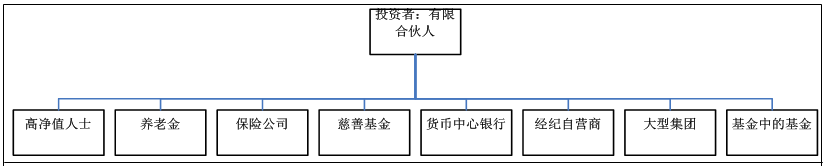 投资者：有限
合伙人
高净值人士
养老金
保险公司
慈善基金
货币中心银行
经纪自营商
大型集团
基金中的基金